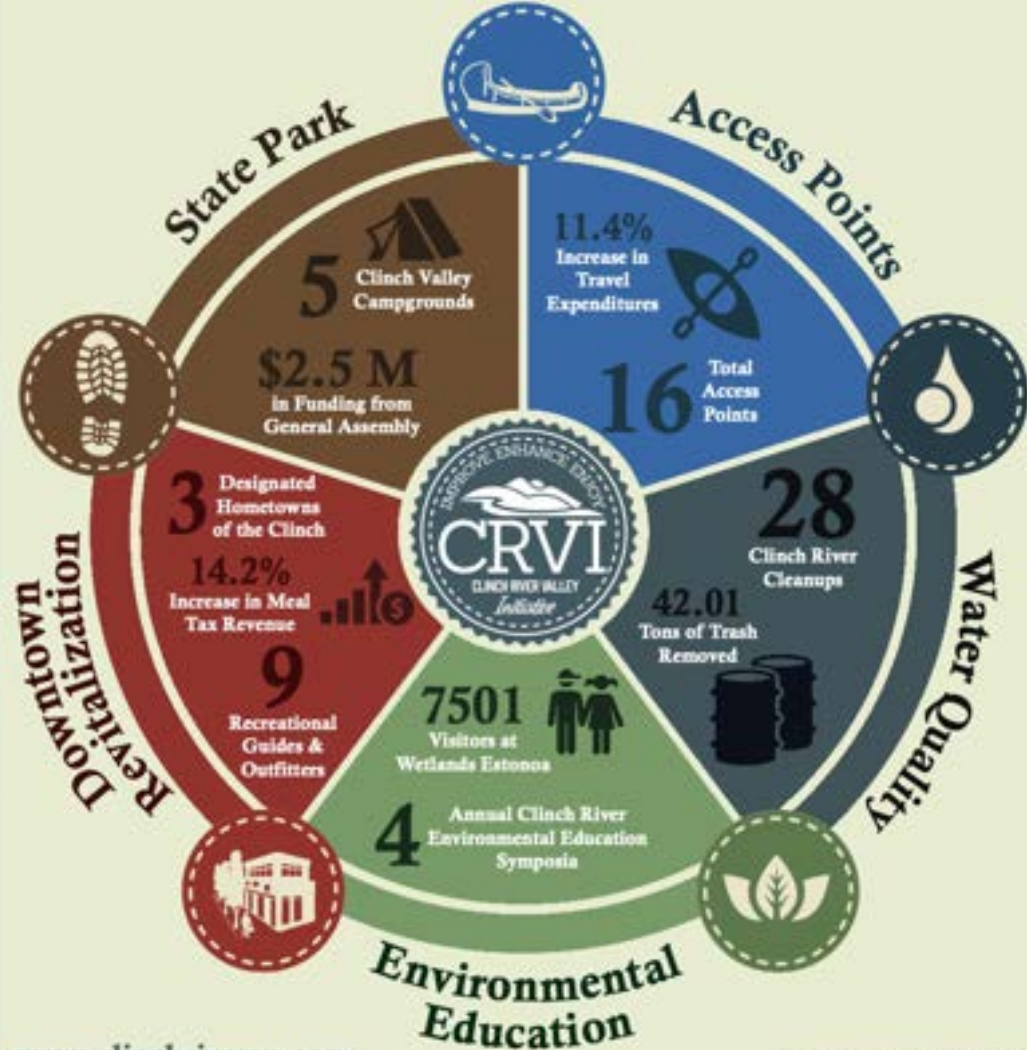 State Park
Access Points
5
Clinch Valley
Campgrounds
$2.5 M
in Funding from
General Assembly
11.4%
Increase in
Travel
Expenditures
16
Total
Access
Points
3
Designated
Hometowns
of the Clinch
14.2%
Increase in Meal
Tax Revenue
$
9
Recreational
Guides &
Outfitters
IMPROVE ENHANCE ENJOY
CRVI
CLINCH RIVER VALLEY
Initiative
28
Clinch River
Cleanups
42.01
Tons of Trash
Removed
7501
Visitors at
Wetlands Estonoa
4
Annual Clinch River
Environmental Education
Symposia
Downtown
Revitalization
Water Quality
Environmental
Education